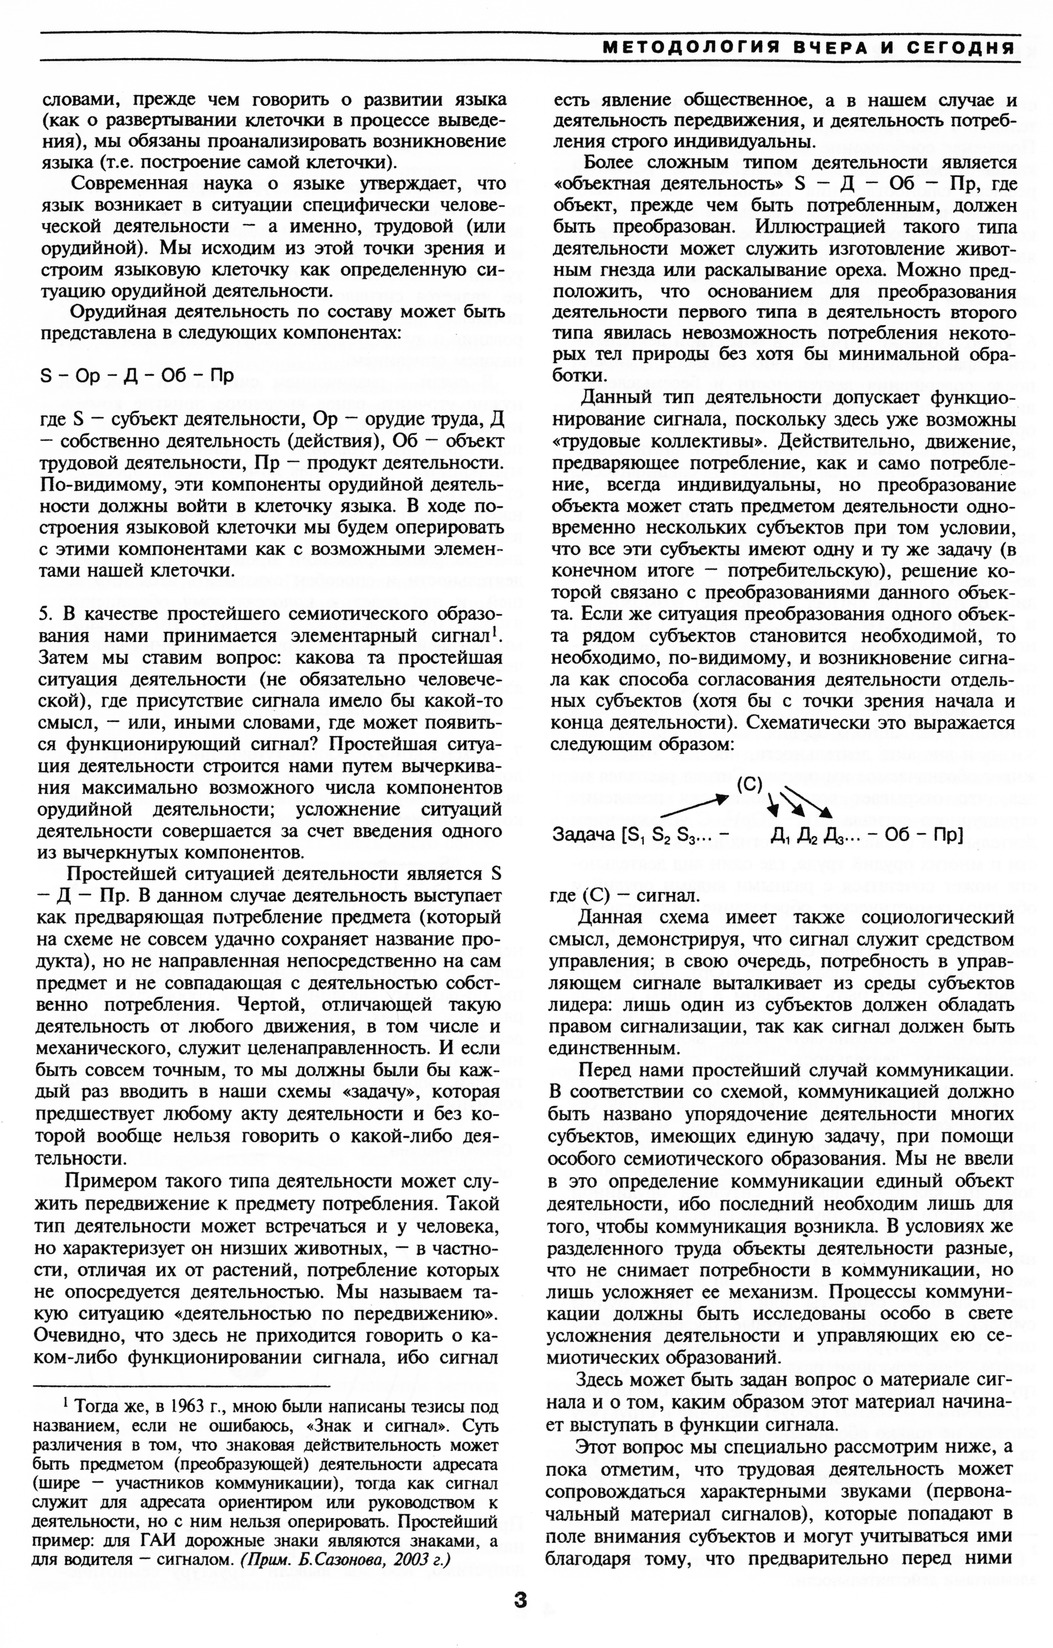 МЕТОДОЛОГИЯ ВЧЕРА И СЕГОДНЯ
словами, прежде чем говорить о развитии языка
(как о развертывании клеточки в процессе выведе-
ния), мы обязаны проанализировать возникновение
языка (т.е. построение самой клеточки).
Современная наука о языке утверждает, что
язык возникает в ситуации специфически челове-
ческой деятельности — а именно, трудовой (или
орудийной). Мы исходим из этой точки зрения и
строим языковую клеточку как определенную си-
туацию орудийной деятельности.
Орудийная деятельность по составу может быть
представлена в следующих компонентах:
S – Ор – Д – Об – Пр
где S — субъект деятельности, Ор — орудие труда, Д
— собственно деятельность (действия), Об — объект
трудовой деятельности, Пр — продукт деятельности.
По-видимому, эти компоненты орудийной деятель-
ности должны войти в клеточку языка. В ходе по-
строения языковой клеточки мы будем оперировать
с этими компонентами как с возможными элемен-
тами нашей клеточки.
5. В качестве простейшего семиотического образо-
вания нами принимается элементарный сигнал¹.
Затем мы ставим вопрос: какова та простейшая
ситуация деятельности (не обязательно человече-
ской), где присутствие сигнала имело бы какой-то
смысл, — или, иными словами, где может появить-
ся функционирующий сигнал? Простейшая ситуа-
ция деятельности строится нами путем вычеркива-
ния максимально возможного числа компонентов
орудийной деятельности; усложнение ситуаций
деятельности совершается за счет введения одного
из вычеркнутых компонентов.
Простейшей ситуацией деятельности является S
— Д — Пр. В данном случае деятельность выступает
как предваряющая потребление предмета (который
на схеме не совсем удачно сохраняет название про-
дукта), но не направленная непосредственно на сам
предмет и не совпадающая с деятельностью собст-
венно потребления. Чертой, отличающей такую
деятельность от любого движения, в том числе и
механического, служит целенаправленность. И если
быть совсем точным, то мы должны были бы каж-
дый раз вводить в наши схемы «задачу», которая
предшествует любому акту деятельности и без ко-
торой вообще нельзя говорить о какой-либо дея-
тельности.
Примером такого типа деятельности может слу-
жить передвижение к предмету потребления. Такой
тип деятельности может встречаться и у человека,
но характеризует он низших животных, — в частно-
сти, отличая их от растений, потребление которых
не опосредуется деятельностью. Мы называем та-
кую ситуацию «деятельностью по передвижению».
Очевидно, что здесь не приходится говорить о ка-
ком-либо функционировании сигнала, ибо сигнал
¹ Тогда же, в 1963 г., мною были написаны тезисы под
названием, если не ошибаюсь, «Знак и сигнал». Суть
различения в том, что знаковая действительность может
быть предметом (преобразующей) деятельности адресата
(шире — участников коммуникации), тогда как сигнал
служит для адресата ориентиром или руководством к
деятельности, но с ним нельзя оперировать. Простейший
пример: для ГАИ дорожные знаки являются знаками, а
для водителя — сигналом. (Прим. Б.Сазонова, 2003 г.)
есть явление общественное, а в нашем случае и
деятельность передвижения, и деятельность потреб-
ления строго индивидуальны.
Более сложным типом деятельности является
«объектная деятельность» S — Д — Об — Пр, где
объект, прежде чем быть потребленным, должен
быть преобразован. Иллюстрацией такого типа
деятельности может служить изготовление живот-
ным гнезда или раскалывание ореха. Можно пред-
положить, что основанием для преобразования
деятельности первого типа в деятельность второго
типа явилась невозможность потребления некото-
рых тел природы без хотя бы минимальной обра-
ботки.
Данный тип деятельности допускает функцио-
нирование сигнала, поскольку здесь уже возможны
«трудовые коллективы». Действительно, движение,
предваряющее потребление, как и само потребле-
ние, всегда индивидуальны, но преобразование
объекта может стать предметом деятельности одно-
временно нескольких субъектов при том условии,
что все эти субъекты имеют одну и ту же задачу (в
конечном итоге — потребительскую), решение ко-
торой связано с преобразованиями данного объек-
та. Если же ситуация преобразования одного объек-
та рядом субъектов становится необходимой, то
необходимо, по-видимому, и возникновение сигна-
ла как способа согласования деятельности отдель-
ных субъектов (хотя бы с точки зрения начала и
конца деятельности). Схематически это выражается
следующим образом:
(С)
Задача [S₁ S₂ S₃... – Д₁ Д₂ Д₃... – Об – Пр]
где (С) — сигнал.
Данная схема имеет также социологический
смысл, демонстрируя, что сигнал служит средством
управления; в свою очередь, потребность в управ-
ляющем сигнале выталкивает из среды субъектов
лидера: лишь один из субъектов должен обладать
правом сигнализации, так как сигнал должен быть
единственным.
Перед нами простейший случай коммуникации.
В соответствии со схемой, коммуникацией должно
быть названо упорядочение деятельности многих
субъектов, имеющих единую задачу, при помощи
особого семиотического образования. Мы не ввели
в это определение коммуникации единый объект
деятельности, ибо последний необходим лишь для
того, чтобы коммуникация возникла. В условиях же
разделенного труда объекты деятельности разные,
что не снимает потребности в коммуникации, но
лишь усложняет ее механизм. Процессы коммуни-
кации должны быть исследованы особо в свете
усложнения деятельности и управляющих ею се-
миотических образований.
Здесь может быть задан вопрос о материале сиг-
нала и о том, каким образом этот материал начина-
ет выступать в функции сигнала.
Этот вопрос мы специально рассмотрим ниже, а
пока отметим, что трудовая деятельность может
сопровождаться характерными звуками (первона-
чальный материал сигналов), которые попадают в
поле внимания субъектов и могут учитываться ими
благодаря тому, что предварительно перед ними
3